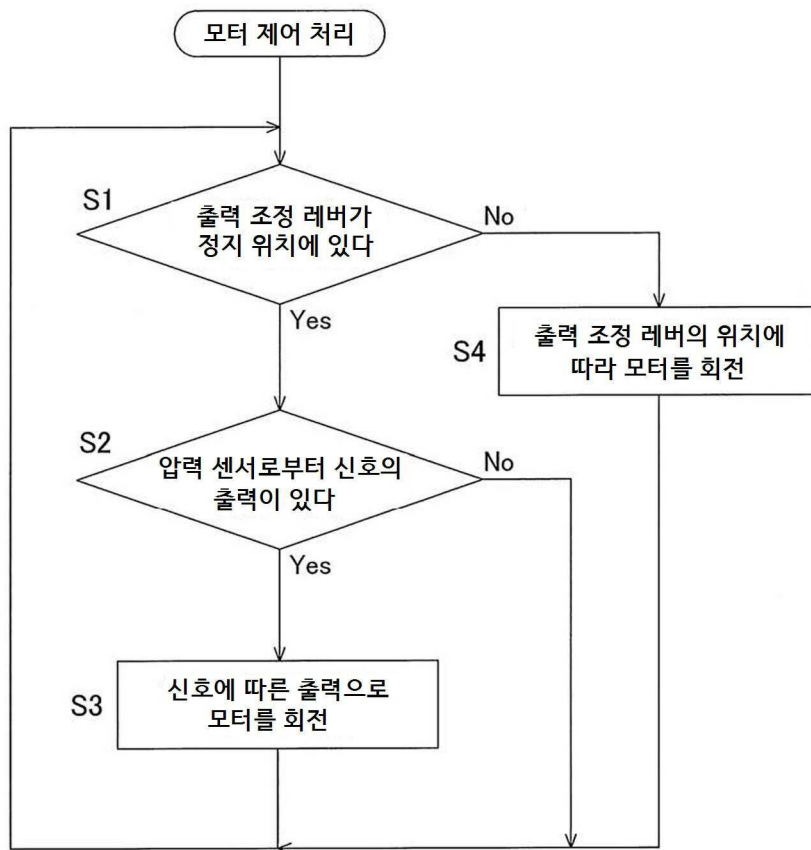 모터 제어 처리
S1
출력 조정 레버가
정지 위치에 있다
No
Yes
S4
출력 조정 레버의 위치에
따라 모터를 회전
S2
압력 센서로부터 신호의
출력이 있다
No
Yes
S3
신호에 따른 출력으로
모터를 회전